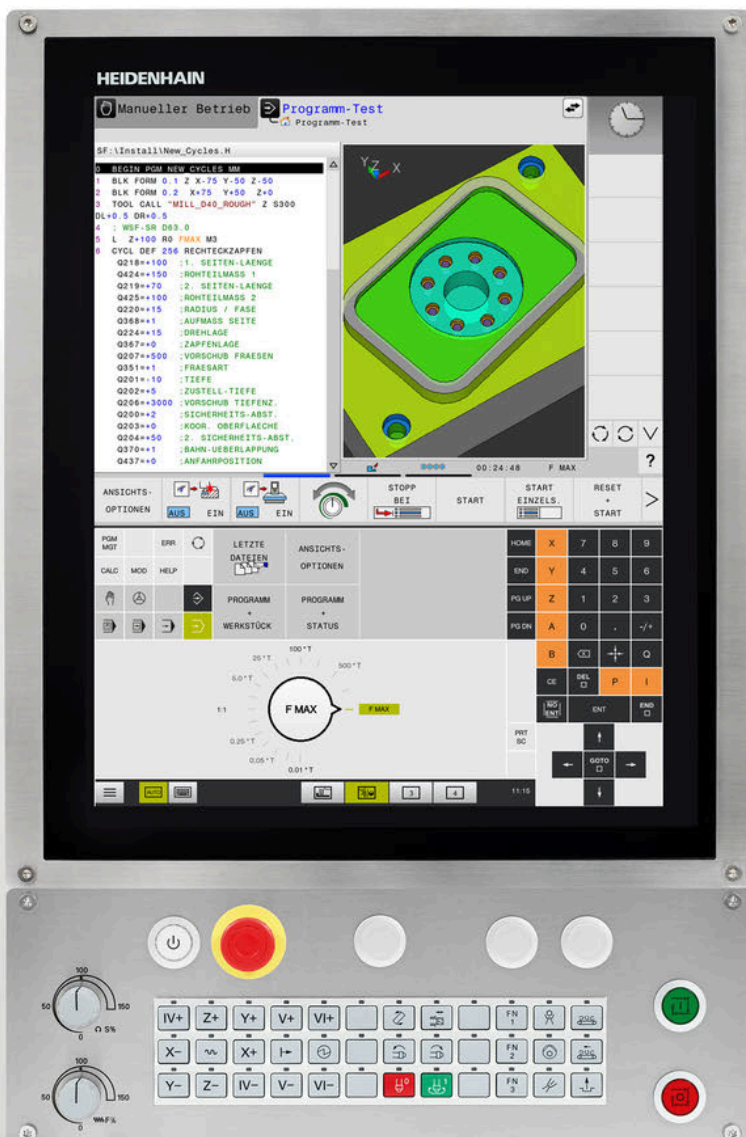 HEIDENHAIN
Manueller Betrieb
Programm-Test
Programm-Test
SF:\Install\New_Cycles.H
0 BEGIN PGM NEW_CYCLES MM
1 BLK FORM 0.1 Z X-75 Y-50 Z-50
2 BLK FORM 0.2 X+75 Y+50 Z+0
3 TOOL CALL "MILL_D40_ROUGH" Z S300
DL+0.5 DR+0.5
4 ; WSF-SR D63.0
5 L Z+100 R0 FMAX M3
6 CYCL DEF 256 RECHTECKZAPFEN
Q218=+100 ;1. SEITEN-LAENGE
Q424=+150 ;ROHTEILMASS 1
Q219=+70 ;2. SEITEN-LAENGE
Q425=+100 ;ROHTEILMASS 2
Q220=+15 ;RADIUS / FASE
Q368=+1 ;AUFMASS SEITE
Q224=+15 ;DREHLAGE
Q367=+0 ;ZAPFENLAGE
Q207=+500 ;VORSCHUB FRAESEN
Q351=+1 ;FRAESART
Q201=-10 ;TIEFE
Q202=+5 ;ZUSTELL-TIEFE
Q206=+3000 ;VORSCHUB TIEFENZ.
Q200=+2 ;SICHERHEITS-ABST.
Q203=+0 ;KOOR. OBERFLAECHE
Q204=+50 ;2. SICHERHEITS-ABST.
Q370=+1 ;BAHN-UEBERLAPPUNG
Q437=+0 ;ANFAHRPOSITION
Y Z X
00:24:48 F MAX
?
ANSICHTS-
OPTIONEN
AUS EIN
AUS EIN
STOPP
BEI
START
START
EINZELS.
RESET
+
START
PGM
MGT
ERR
CALC MOD HELP
LETZTE
DATEIEN
ANSICHTS-
OPTIONEN
PROGRAMM
+
WERKSTÜCK
PROGRAMM
+
STATUS
HOME X 7 8 9
END Y 4 5 6
PG UP Z 1 2 3
PG DN A 0 . -/+
B Q
CE DEL P I
NO
ENT
ENT
END
PRT
SC
GOTO
100*T
25*T
500*T
5.0*T
1:1
F MAX
F MAX
0.25*T
0.05*T
0.01*T
AUTO
3
4
11:15
100
50 150
0
S%
100
50 150
0
F%
IV+ Z+ Y+ V+ VI+ FN 1
X- X+ FN 2
Y- Z- IV- V- VI- 0 1 FN 3